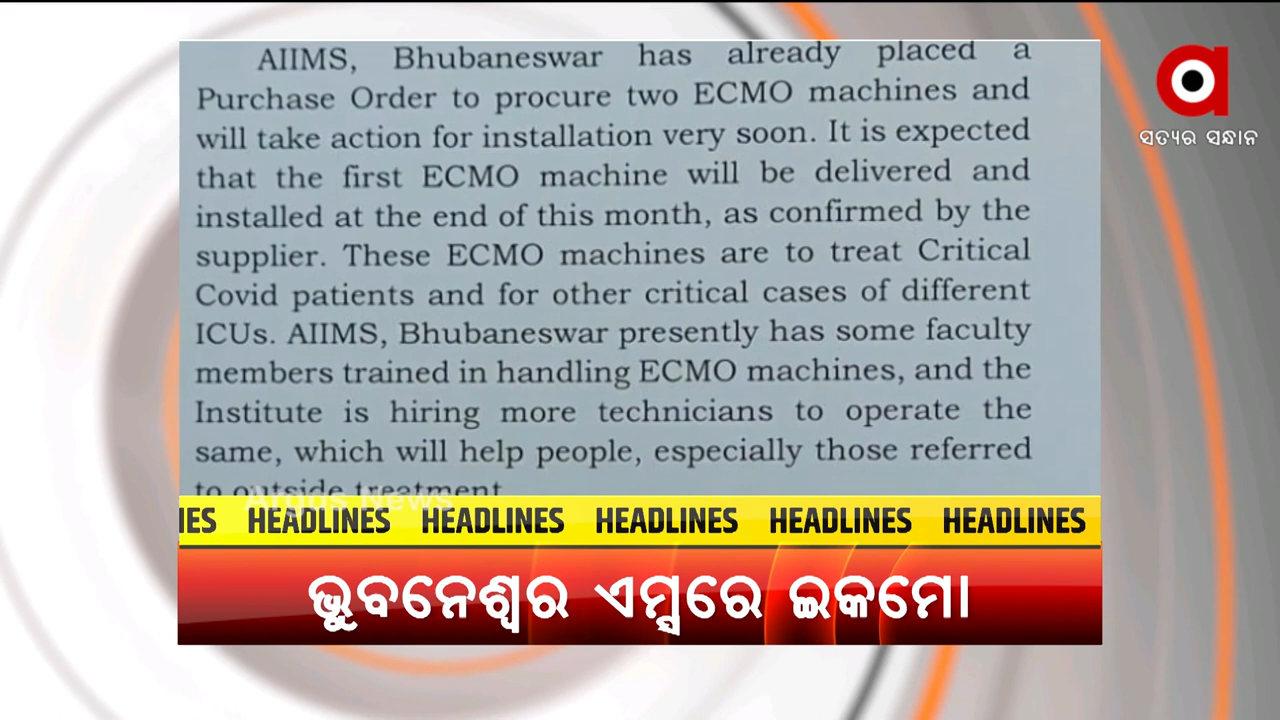 AIIMS, Bhubaneswar has already placed a
Purchase Order to procure two ECMO machines and
will take action for installation very soon. It is expected
that the first ECMO machine will be delivered and
installed at the end of this month, as confirmed by the
supplier. These ECMO machines are to treat Critical
Covid patients and for other critical cases of different
ICUs. AIIMS, Bhubaneswar presently has some faculty
members trained in handling ECMO machines, and the
Institute is hiring more technicians to operate the
same, which will help people, especially those referred
to outside treatment
ସତ୍ୟର ସନ୍ଧାନ
Argus News
IES HEADLINES HEADLINES HEADLINES HEADLINES HEADLINES
ଭୁବନେଶ୍ୱର ଏମ୍ସରେ ଇକମୋ